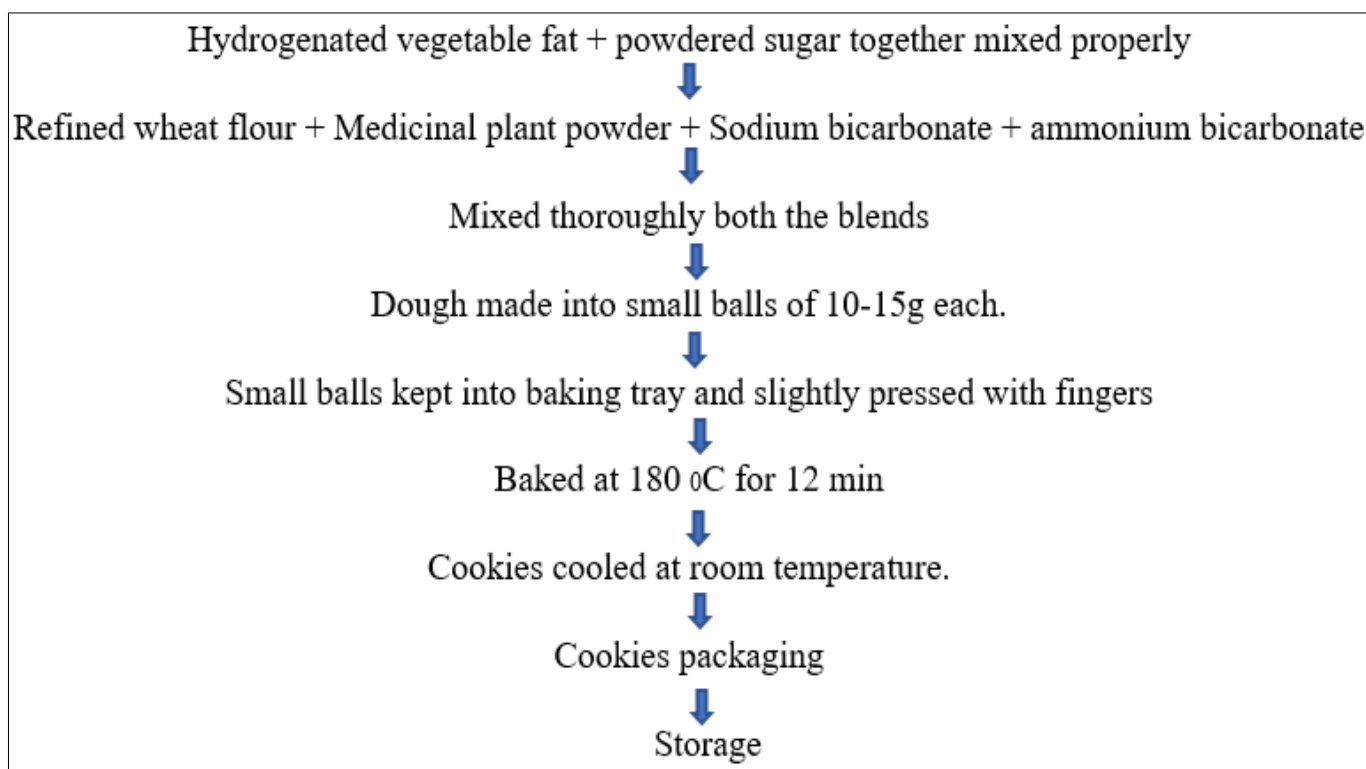 Hydrogenated vegetable fat + powdered sugar together mixed properly
Refined wheat flour + Medicinal plant powder + Sodium bicarbonate + ammonium bicarbonate
Mixed thoroughly both the blends
Dough made into small balls of 10-15g each.
Small balls kept into baking tray and slightly pressed with fingers
Baked at 180 0C for 12 min
Cookies cooled at room temperature.
Cookies packaging
Storage